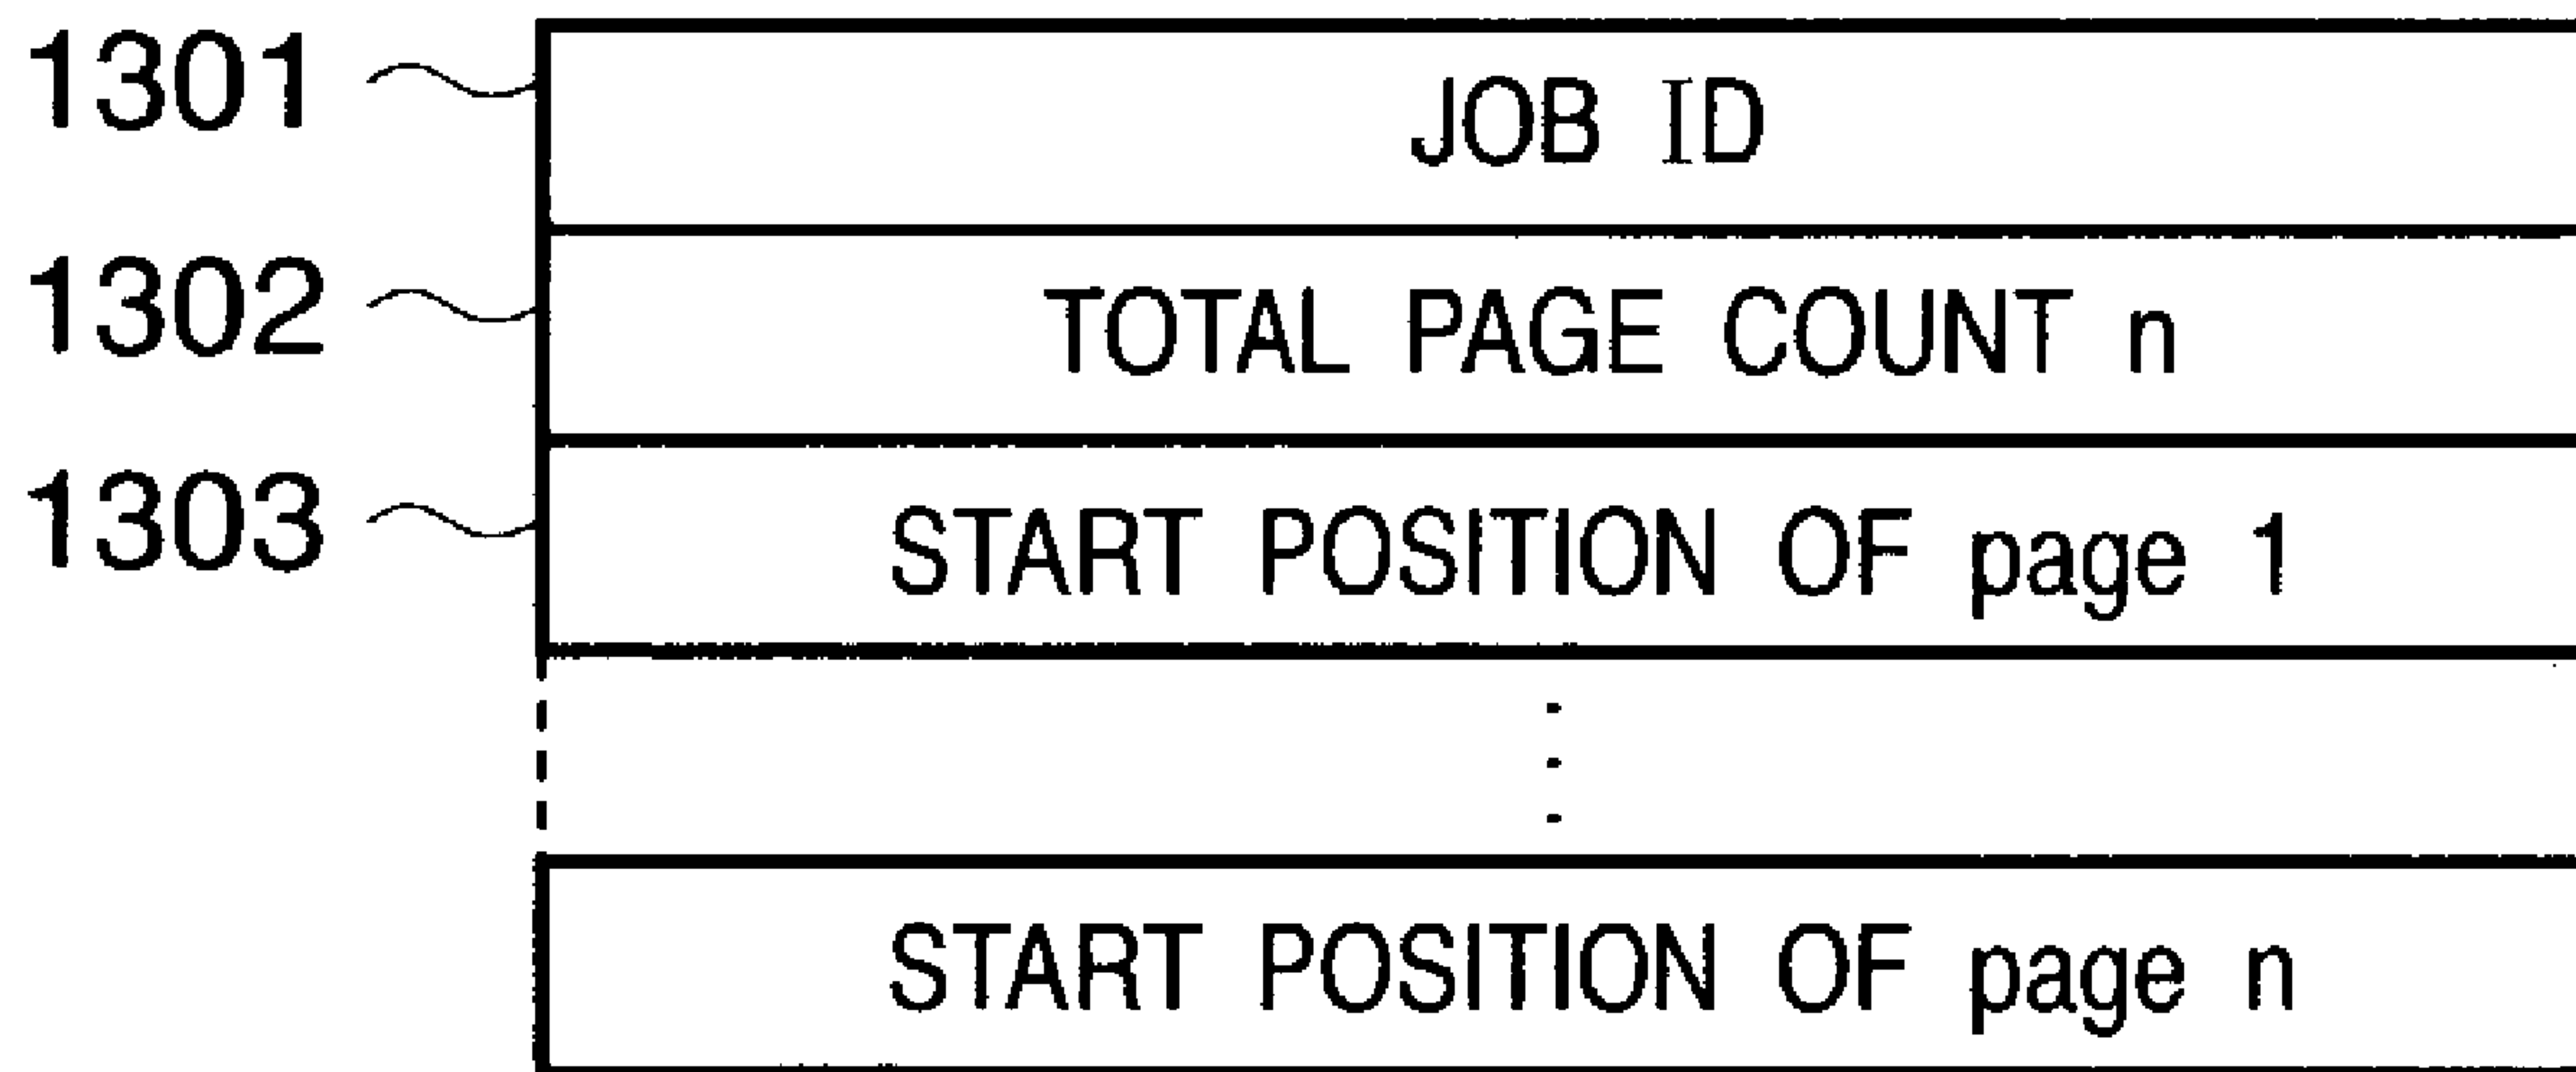 1301 JOB ID
1302 TOTAL PAGE COUNT n
1303 START POSITION OF page 1
START POSITION OF page n